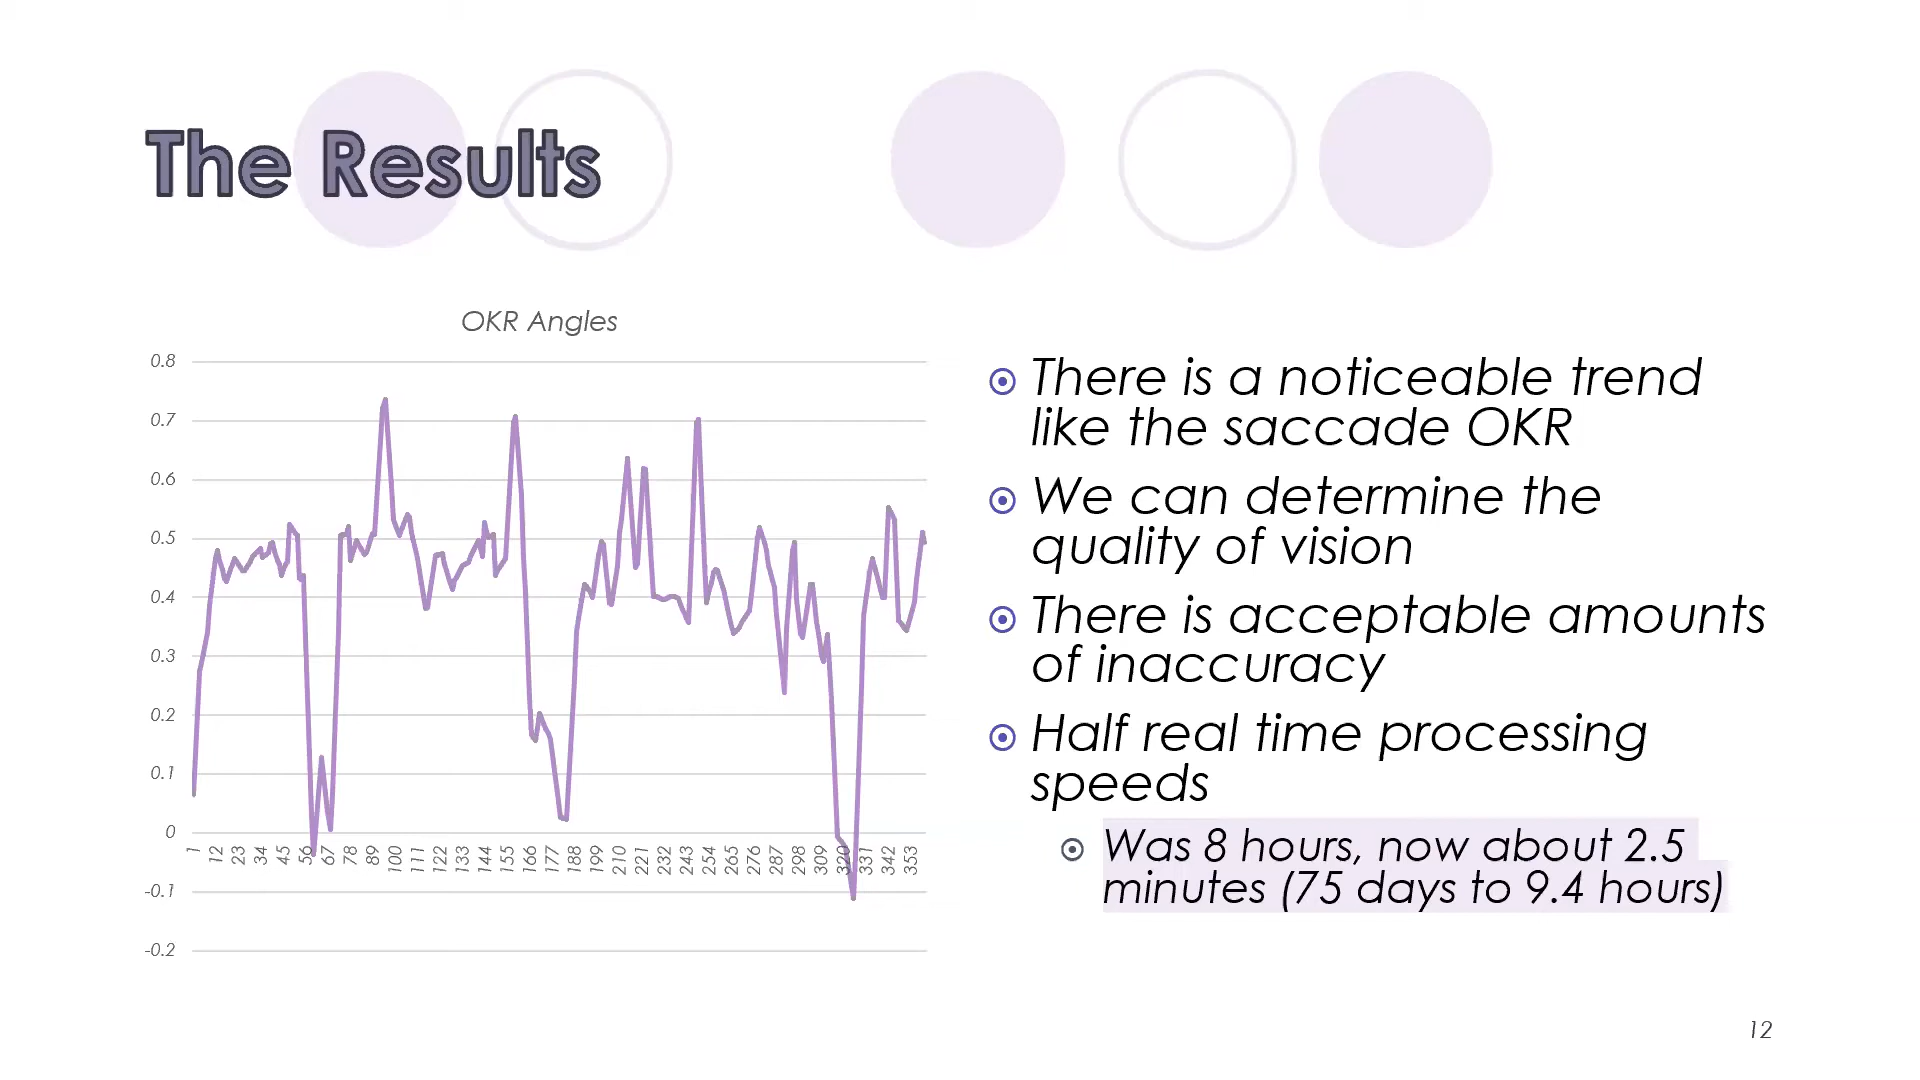 The Results
OKR Angles
0.8
0.7
0.6
0.5
0.4
0.3
0.2
0.1
0
-0.1
-0.2
1 12 23 34 45 56 67 78 89 100 111 122 133 144 155 166 177 188 199 210 221 232 243 254 265 276 287 298 309 320 331 342 353
There is a noticeable trend
like the saccade OKR
We can determine the
quality of vision
There is acceptable amounts
of inaccuracy
Half real time processing
speeds
Was 8 hours, now about 2.5
minutes (75 days to 9.4 hours)
12